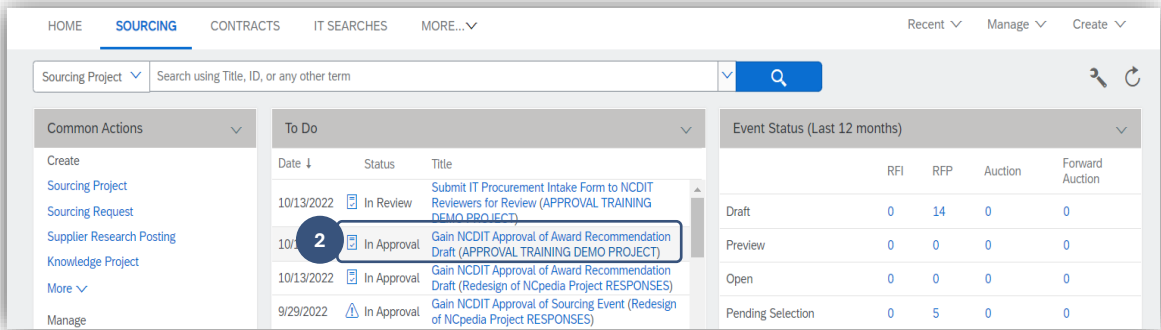 HOME SOURCING CONTRACTS IT SEARCHES MORE... Recent Manage Create
Sourcing Project Search using Title, ID, or any other term
Common Actions
Create
Sourcing Project
Sourcing Request
Supplier Research Posting
Knowledge Project
More
Manage
To Do
Date ↓ Status Title
10/13/2022 In Review Submit IT Procurement Intake Form to NCDIT
Reviewers for Review (APPROVAL TRAINING
DEMO PROJECT)
10/1 2 In Approval Gain NCDIT Approval of Award Recommendation
Draft (APPROVAL TRAINING DEMO PROJECT)
10/13/2022 In Approval Gain NCDIT Approval of Award Recommendation
Draft (Redesign of NCpedia Project RESPONSES)
9/29/2022 In Approval Gain NCDIT Approval of Sourcing Event (Redesign
of NCpedia Project RESPONSES)
Event Status (Last 12 months)
RFI RFP Auction Forward
Auction
Draft 0 14 0 0
Preview 0 0 0 0
Open 0 0 0 0
Pending Selection 0 5 0 0